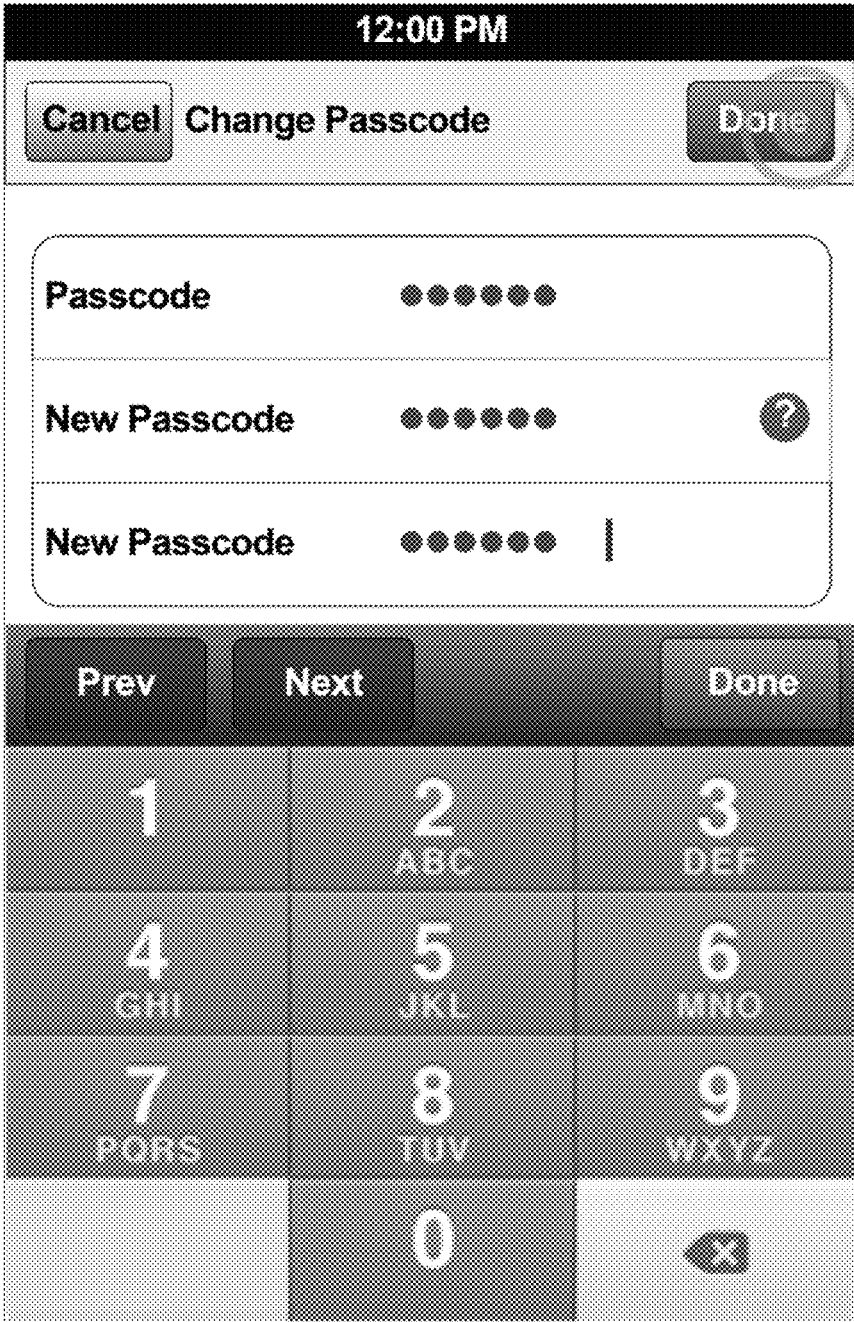 12:00 PM
Cancel Change Passcode Done
Passcode ●●●●●●
New Passcode ●●●●●● ?
New Passcode ●●●●●●
Prev Next Done
1 2 3
ABC DEF
4 5 6
GHI JKL MNO
7 8 9
PQRS TUV WXYZ
0 X